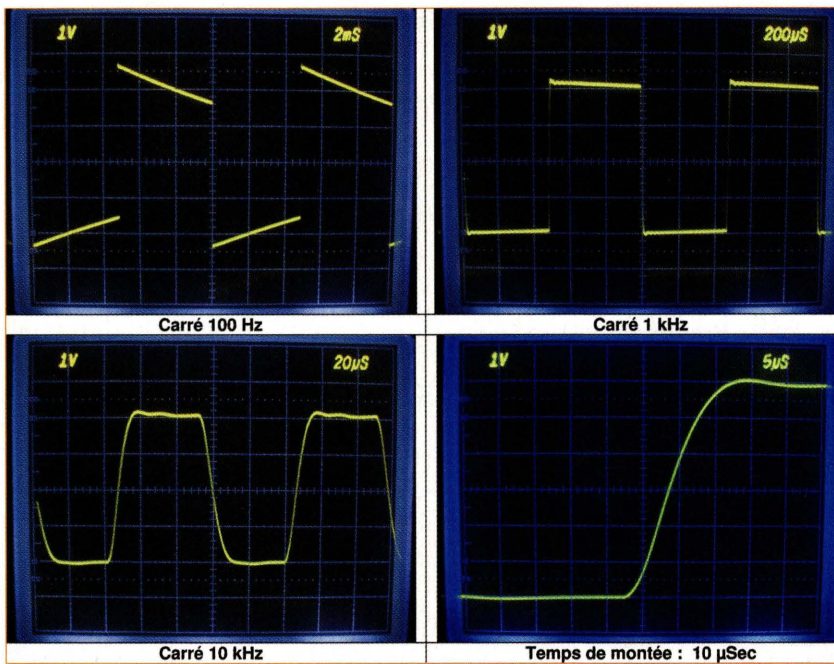 1V 2mS
1V 200µS
Carré 100 Hz Carré 1 kHz
1V 20µS
1V 5µS
Carré 10 kHz Temps de montée : 10 µSec